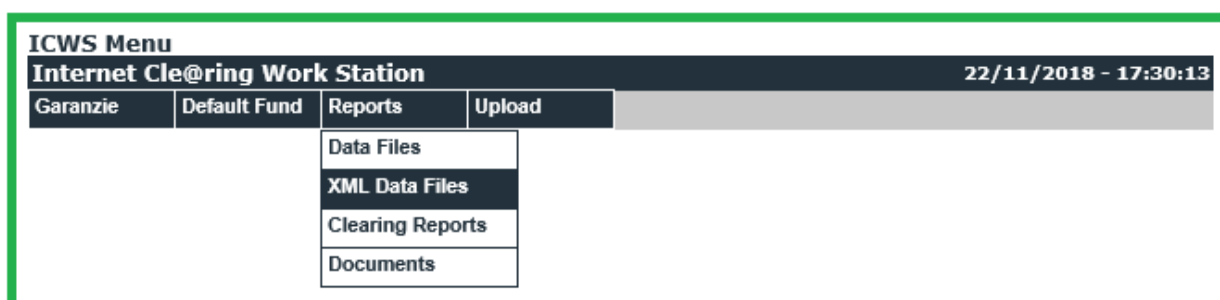 ICWS Menu
Internet Cle@ring Work Station 22/11/2018 - 17:30:13
Garanzie Default Fund Reports Upload
Data Files
XML Data Files
Clearing Reports
Documents